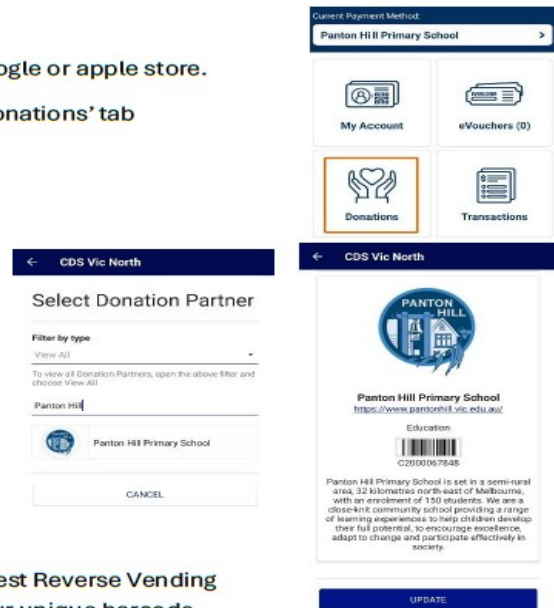 Current Payment Method:
Panton Hill Primary School >
ogle or apple store.
My Account
eVouchers (0)
onations' tab
Donations
Transactions
← CDS Vic North
Select Donation Partner
Filter by type
View All
To view all Donation Partners, open the above filter and
choose View All
Panton Hill
Panton Hill Primary School
CANCEL
← CDS Vic North
PANTON
HILL
Panton Hill Primary School
https://www.pantonhill.vic.edu.au/
Education
C2000067848
Panton Hill Primary School is set in a semi-rural
area, 32 kilometres north-east of Melbourne,
with an enrolment of 150 students. We are a
close-knit community school providing a range
of learning experiences to help children develop
their full potential, to encourage excellence,
adapt to change and participate effectively in
society.
UPDATE
est Reverse Vending
ur unique barcode